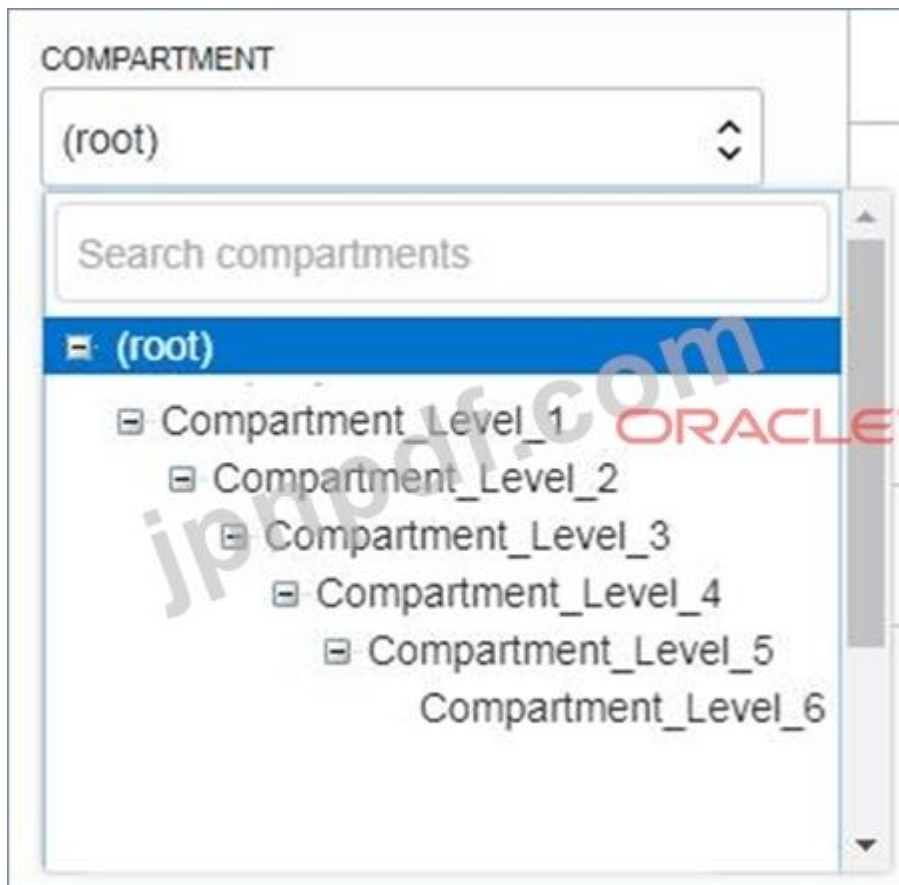 COMPARTMENT
(root)
Search compartments
(root)
Compartment_Level_1
ORACLE
Compartment_Level_2
Compartment_Level_3
Compartment_Level_4
Compartment_Level_5
Compartment_Level_6
jpnpdf.com